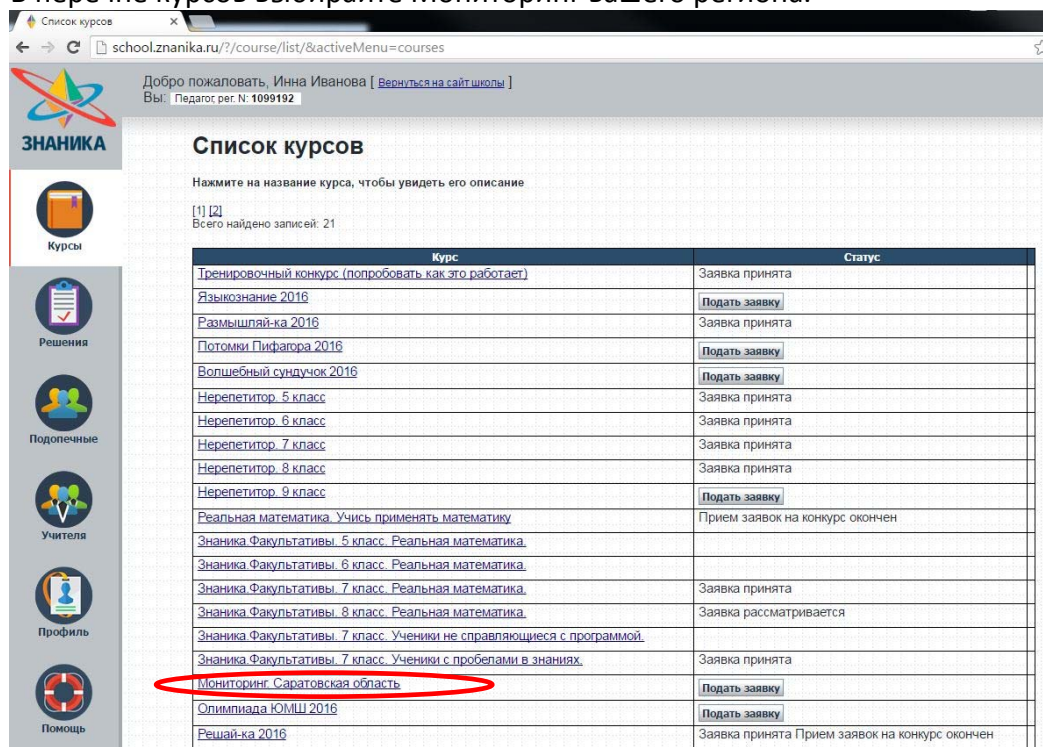 В перечне курсов выбирайте Мониторинг вашего региона.
Список курсов
school.znanika.ru/?/course/list/&activeMenu=courses
Добро пожаловать, Инна Иванова [ Вернуться на сайт школы ]
Вы: Педагог, рег. N: 1099192
ЗНАНИКА
Список курсов
Нажмите на название курса, чтобы увидеть его описание
[1] [2]
Всего найдено записей: 21
Курсы
Решения
Подопечные
Учителя
Профиль
Помощь
Курс Статус
Тренировочный конкурс (попробовать как это работает) Заявка принята
Языкознание 2016 Подать заявку
Размышляй-ка 2016 Заявка принята
Потомки Пифагора 2016 Подать заявку
Волшебный сундучок 2016 Подать заявку
Нерепетитор. 5 класс Заявка принята
Нерепетитор. 6 класс Заявка принята
Нерепетитор. 7 класс Заявка принята
Нерепетитор. 8 класс Заявка принята
Нерепетитор. 9 класс Подать заявку
Реальная математика. Учись применять математику Прием заявок на конкурс окончен
Знаника.Факультативы. 5 класс. Реальная математика.
Знаника.Факультативы. 6 класс. Реальная математика.
Знаника.Факультативы. 7 класс. Реальная математика. Заявка принята
Знаника.Факультативы. 8 класс. Реальная математика. Заявка рассматривается
Знаника.Факультативы. 7 класс. Ученики не справляющиеся с программой.
Знаника.Факультативы. 7 класс. Ученики с пробелами в знаниях. Заявка принята
Мониторинг. Саратовская область Подать заявку
Олимпиада ЮМШ 2016 Подать заявку
Решай-ка 2016 Заявка принята Прием заявок на конкурс окончен